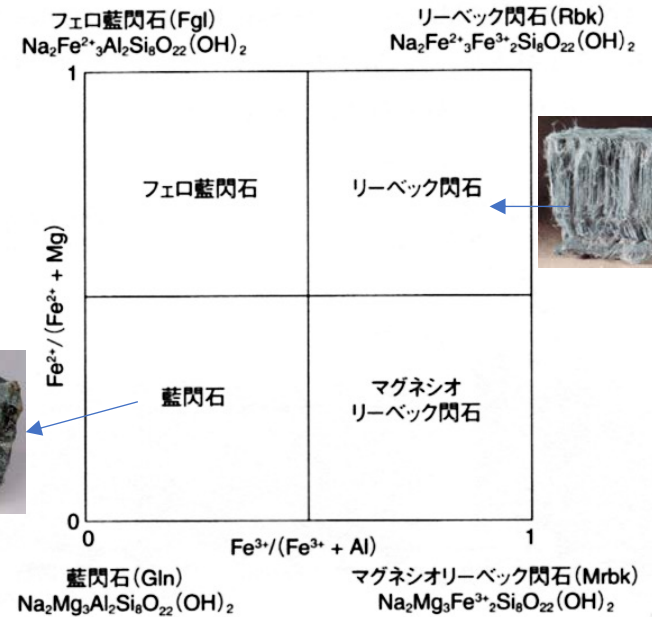 フェロ藍閃石(Fgl)
Na₂Fe²⁺₃Al₂Si₈O₂₂(OH)₂
リーベック閃石(Rbk)
Na₂Fe²⁺₃Fe³⁺₂Si₈O₂₂(OH)₂
1
フェロ藍閃石
リーベック閃石
Fe²⁺/(Fe²⁺ + Mg)
藍閃石
マグネシオ
リーベック閃石
0
0
Fe³⁺/(Fe³⁺ + Al)
1
藍閃石(Gln)
Na₂Mg₃Al₂Si₈O₂₂(OH)₂
マグネシオリーベック閃石(Mrbk)
Na₂Mg₃Fe³⁺₂Si₈O₂₂(OH)₂